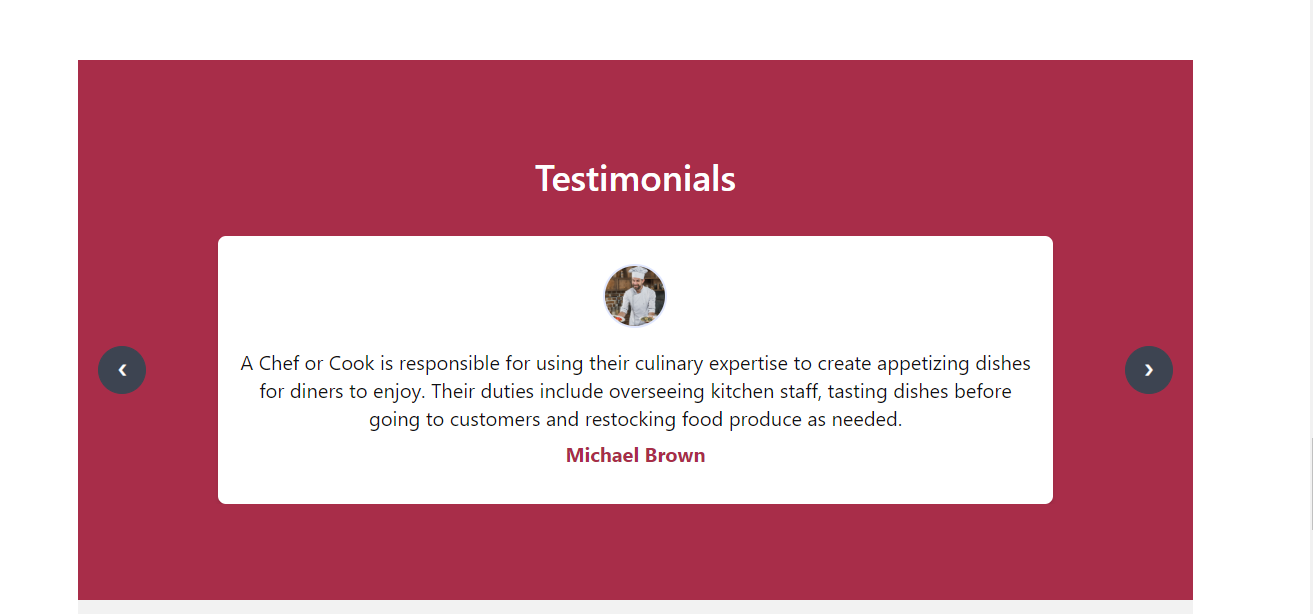 Testimonials
A Chef or Cook is responsible for using their culinary expertise to create appetizing dishes
for diners to enjoy. Their duties include overseeing kitchen staff, tasting dishes before
going to customers and restocking food produce as needed.
Michael Brown